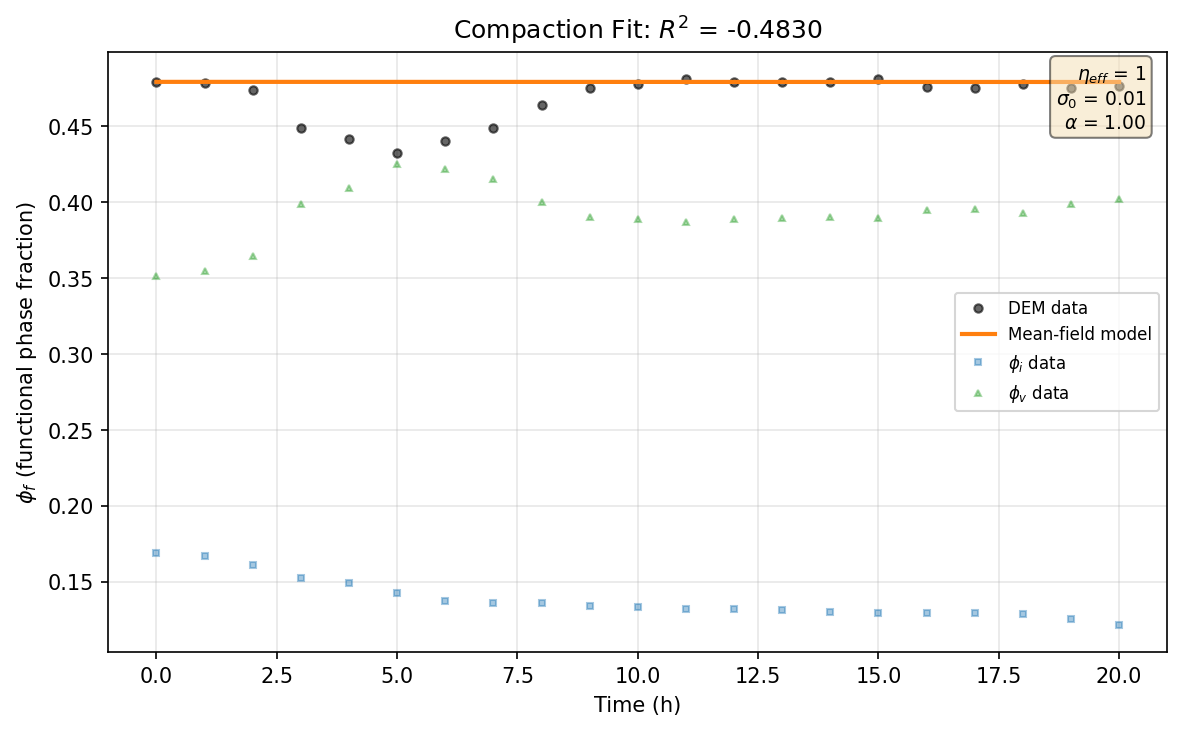 Compaction Fit: R² = -0.4830
η_eff = 1
σ₀ = 0.01
α = 1.00
ϕ_f (functional phase fraction)
0.45
0.40
0.35
0.30
0.25
0.20
0.15
DEM data
Mean-field model
ϕᵢ data
ϕᵥ data
0.0 2.5 5.0 7.5 10.0 12.5 15.0 17.5 20.0
Time (h)